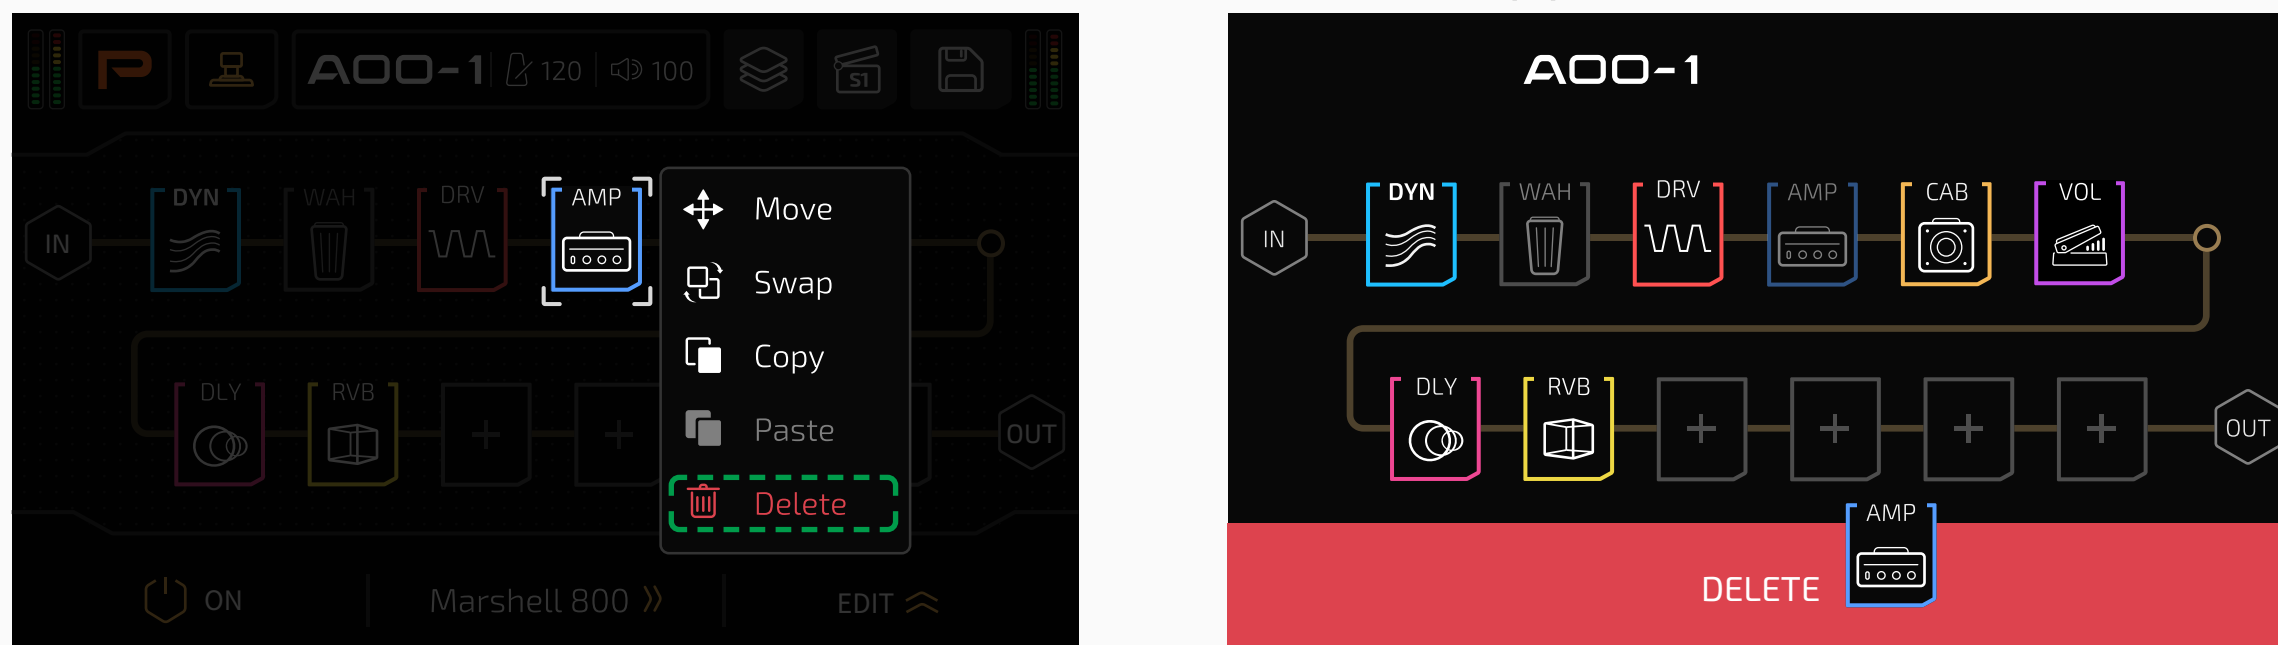 A00-1
120
100
S1
IN
DYN
WAH
DRV
AMP
Move
Swap
Copy
Paste
Delete
DLY
RVB
OUT
ON
Marshell 800
EDIT
A00-1
IN
DYN
WAH
DRV
AMP
CAB
VOL
DLY
RVB
OUT
AMP
DELETE